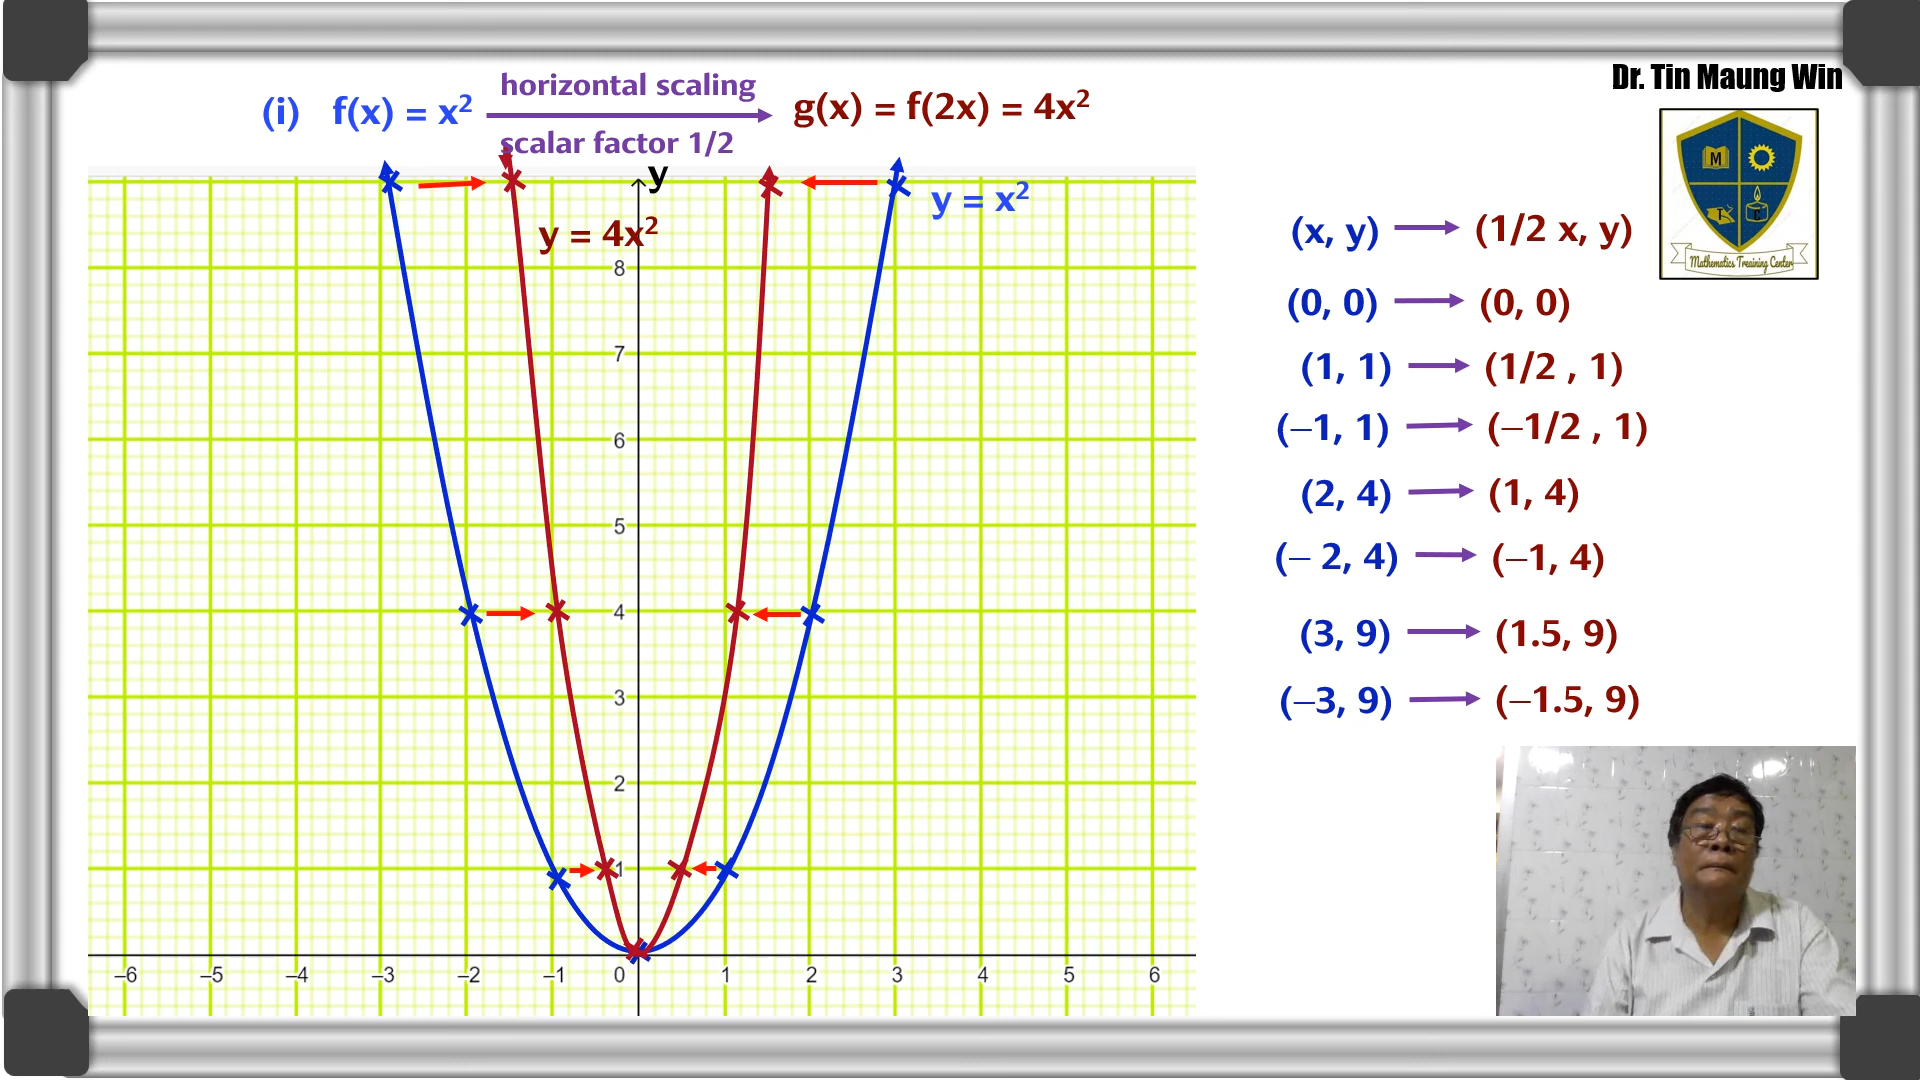 Dr. Tin Maung Win
horizontal scaling
(i) f(x) = x² g(x) = f(2x) = 4x²
scalar factor 1/2
y
y = x²
y = 4x²
8
7
6
5
4
3
2
1
–6 –5 –4 –3 –2 –1 0 1 2 3 4 5 6
M
T C
Mathematics Treaining Center
(x, y) (1/2 x, y)
(0, 0) (0, 0)
(1, 1) (1/2 , 1)
(–1, 1) (–1/2 , 1)
(2, 4) (1, 4)
(– 2, 4) (–1, 4)
(3, 9) (1.5, 9)
(–3, 9) (–1.5, 9)